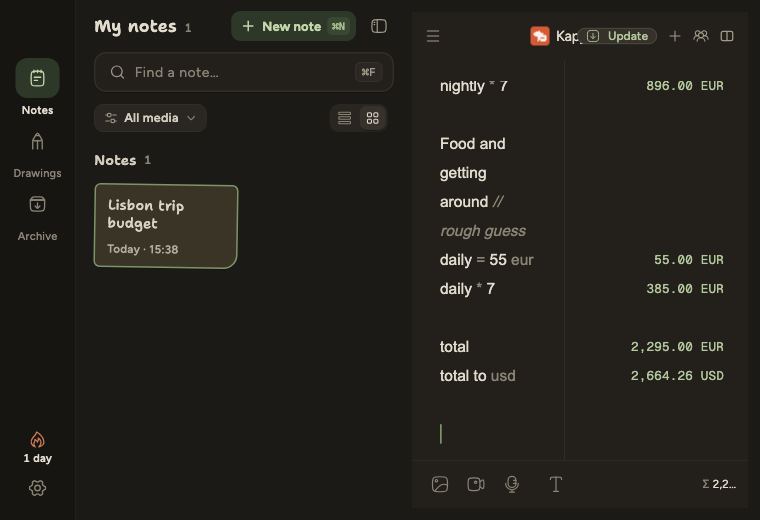 My notes 1
New note ⌘N
Find a note... ⌘F
All media
Notes 1
Lisbon trip
budget
Today · 15:38
Notes
Drawings
Archive
1 day
Update
nightly * 7 896.00 EUR
Food and
getting
around //
rough guess
daily = 55 eur 55.00 EUR
daily * 7 385.00 EUR
total 2,295.00 EUR
total to usd 2,664.26 USD
Σ 2,2...